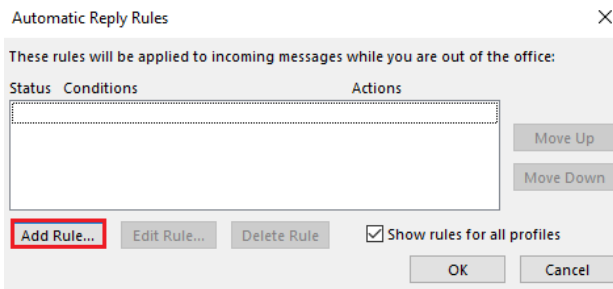 Automatic Reply Rules
These rules will be applied to incoming messages while you are out of the office:
Status Conditions Actions
Move Up
Move Down
Add Rule... Edit Rule... Delete Rule Show rules for all profiles
OK Cancel